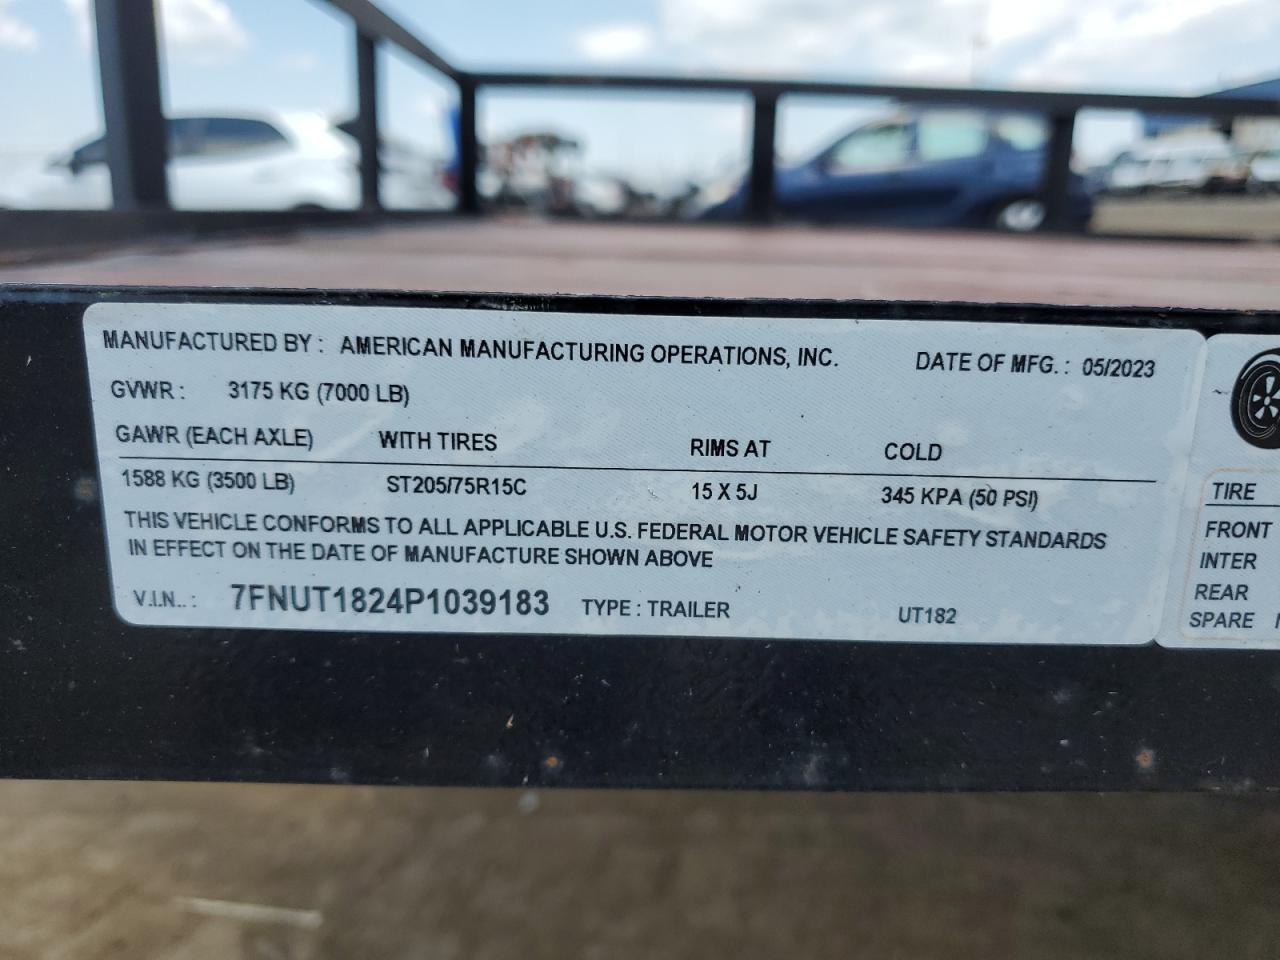 MANUFACTURED BY : AMERICAN MANUFACTURING OPERATIONS, INC. DATE OF MFG. : 05/2023
GVWR : 3175 KG (7000 LB)
GAWR (EACH AXLE) WITH TIRES RIMS AT COLD
1588 KG (3500 LB) ST205/75R15C 15 X 5J 345 KPA (50 PSI)
THIS VEHICLE CONFORMS TO ALL APPLICABLE U.S. FEDERAL MOTOR VEHICLE SAFETY STANDARDS
IN EFFECT ON THE DATE OF MANUFACTURE SHOWN ABOVE
V.I.N.. : 7FNUT1824P1039183 TYPE : TRAILER UT182
TIRE
FRONT
INTER
REAR
SPARE